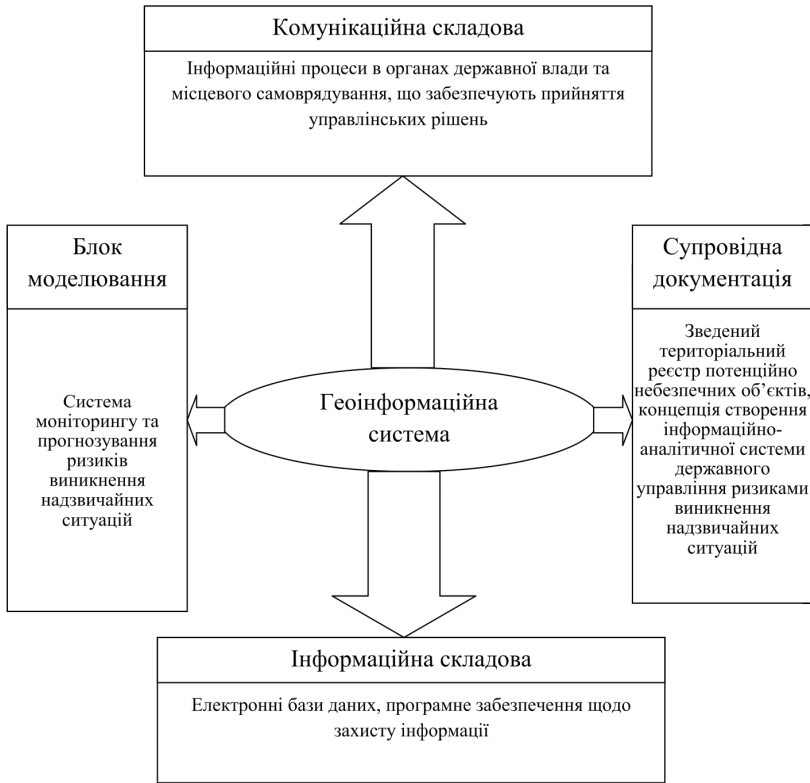 Комунікаційна складова
Інформаційні процеси в органах державної влади та
місцевого самоврядування, що забезпечують прийняття
управлінських рішень
Блок
моделювання
Система
моніторингу та
прогнозування
ризиків
виникнення
надзвичайних
ситуацій
Геоінформаційна
система
Супровідна
документація
Зведений
територіальний
реєстр потенційно
небезпечних об’єктів,
концепція створення
інформаційно-
аналітичної системи
державного
управління ризиками
виникнення
надзвичайних
ситуацій
Інформаційна складова
Електронні бази даних, програмне забезпечення щодо
захисту інформації